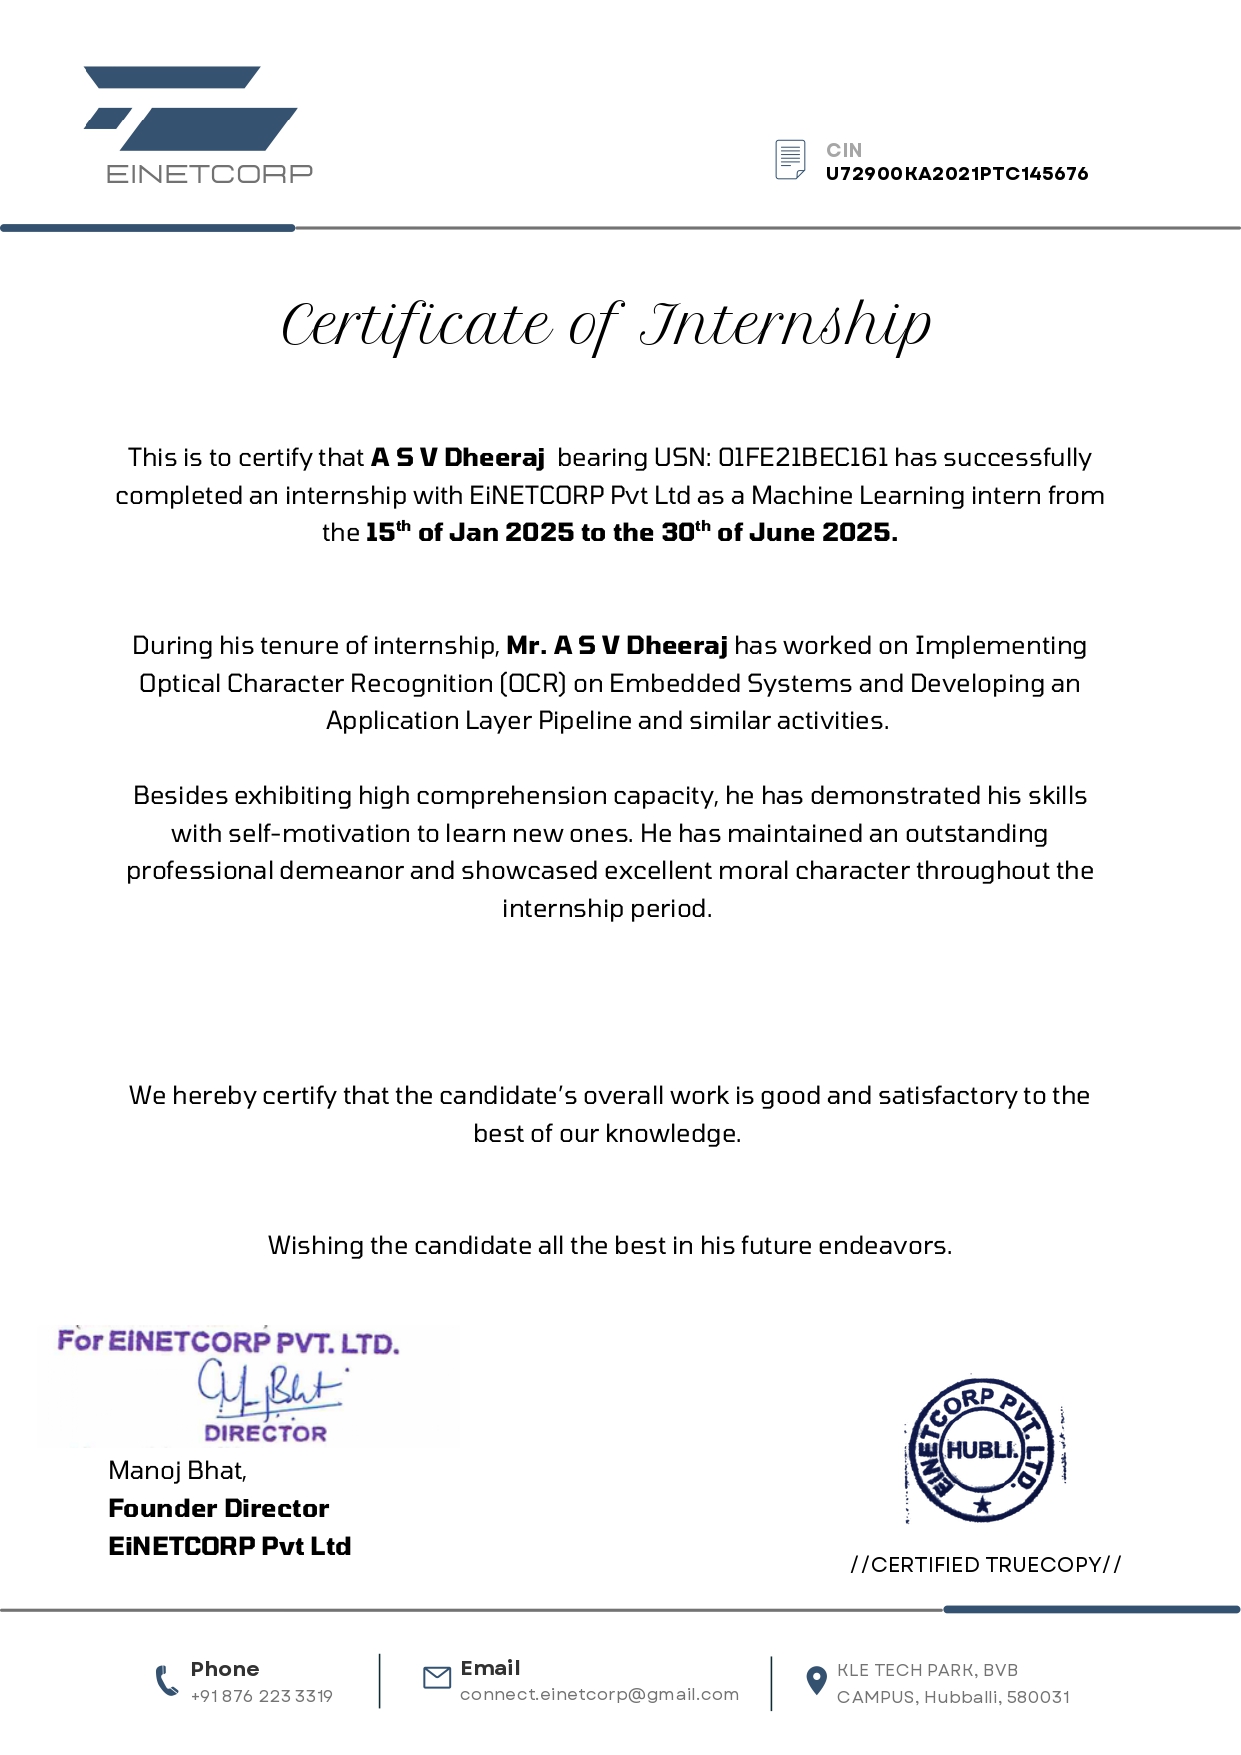 EINETCORP
CIN
U72900KA2021PTC145676
Certificate of Internship
This is to certify that A S V Dheeraj bearing USN: 01FE21BEC161 has successfully
completed an internship with EiNETCORP Pvt Ltd as a Machine Learning intern from
the 15th of Jan 2025 to the 30th of June 2025.
During his tenure of internship, Mr. A S V Dheeraj has worked on Implementing
Optical Character Recognition (OCR) on Embedded Systems and Developing an
Application Layer Pipeline and similar activities.
Besides exhibiting high comprehension capacity, he has demonstrated his skills
with self-motivation to learn new ones. He has maintained an outstanding
professional demeanor and showcased excellent moral character throughout the
internship period.
We hereby certify that the candidate's overall work is good and satisfactory to the
best of our knowledge.
Wishing the candidate all the best in his future endeavors.
For EiNETCORP PVT. LTD.
DIRECTOR
Manoj Bhat,
Founder Director
EiNETCORP Pvt Ltd
EiNETCORP PVT. LTD.
HUBLI.
//CERTIFIED TRUECOPY//
Phone
+91 876 223 3319
Email
connect.einetcorp@gmail.com
KLE TECH PARK, BVB
CAMPUS, Hubballi, 580031